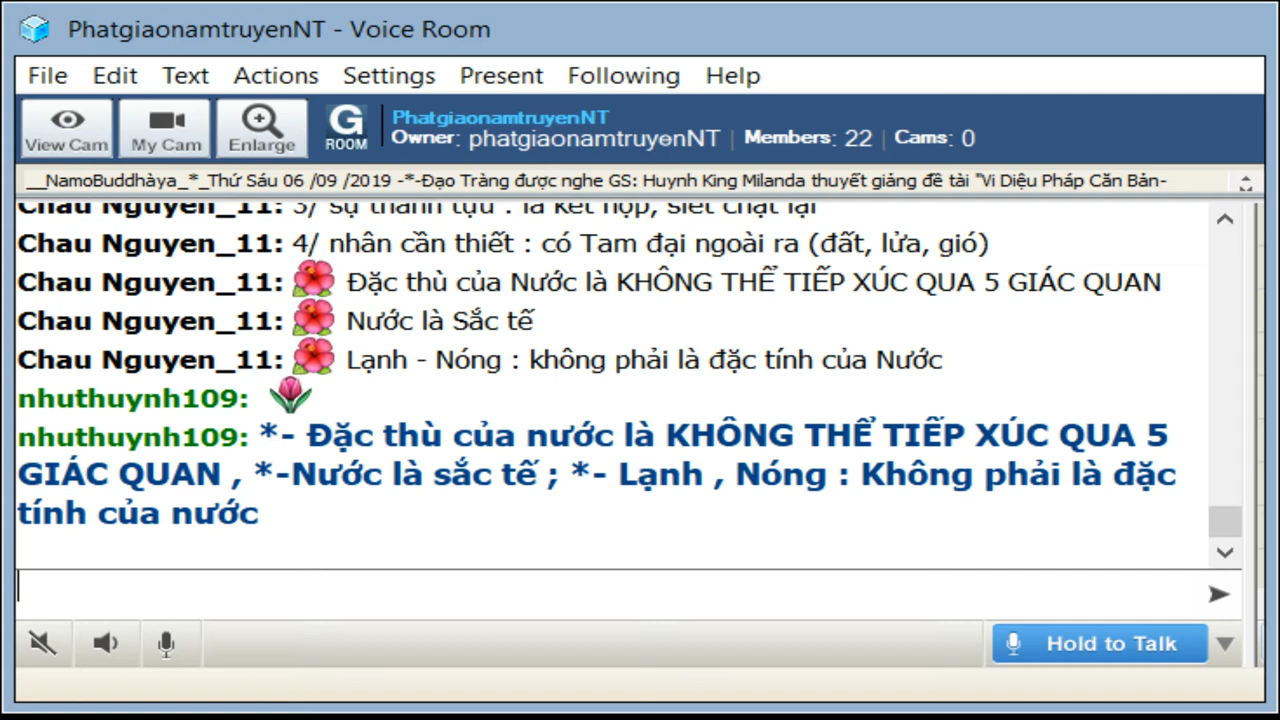 PhatgiaonamtruyenNT - Voice Room
File Edit Text Actions Settings Present Following Help
View Cam My Cam Enlarge G ROOM PhatgiaonamtruyenNT
Owner: phatgiaonamtruyenNT | Members: 22 | Cams: 0
__NamoBuddhàya_*_Thứ Sáu 06 /09 /2019 -*-Đạo Tràng được nghe GS: Huynh King Milanda thuyết giảng đề tài "Vi Diệu Pháp Căn Bản-
Chau Nguyen_11: 3/ sự thành tựu : là kết hợp, siết chặt lại
Chau Nguyen_11: 4/ nhân cần thiết : có Tam đại ngoài ra (đất, lửa, gió)
Chau Nguyen_11: Đặc thù của Nước là KHÔNG THỂ TIẾP XÚC QUA 5 GIÁC QUAN
Chau Nguyen_11: Nước là Sắc tế
Chau Nguyen_11: Lạnh - Nóng : không phải là đặc tính của Nước
nhuthuynh109:
nhuthuynh109: *- Đặc thù của nước là KHÔNG THỂ TIẾP XÚC QUA 5
GIÁC QUAN , *-Nước là sắc tế ; *- Lạnh , Nóng : Không phải là đặc
tính của nước
Hold to Talk